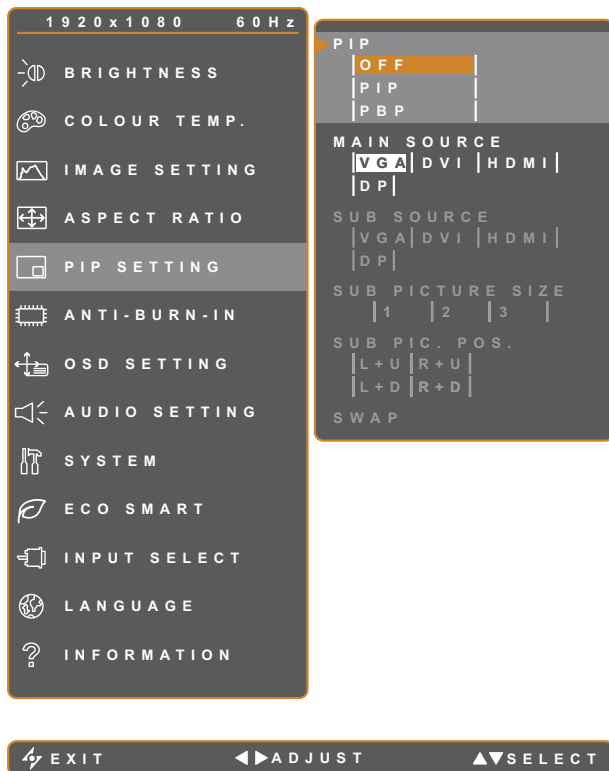 1920x1080 60Hz
BRIGHTNESS
COLOUR TEMP.
IMAGE SETTING
ASPECT RATIO
PIP SETTING
ANTI-BURN-IN
OSD SETTING
AUDIO SETTING
SYSTEM
ECO SMART
INPUT SELECT
LANGUAGE
INFORMATION
PIP
OFF
PIP
PBP
MAIN SOURCE
VGA DVI HDMI
DP
SUB SOURCE
VGA DVI HDMI
DP
SUB PICTURE SIZE
1 2 3
SUB PIC. POS.
L+U R+U
L+D R+D
SWAP
EXIT ADJUST SELECT